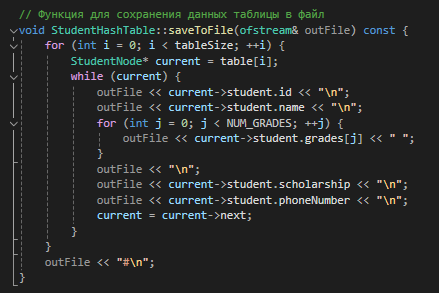 // Функция для сохранения данных таблицы в файл
void StudentHashTable::saveToFile(ofstream& outFile) const {
    for (int i = 0; i < tableSize; ++i) {
        StudentNode* current = table[i];
        while (current) {
            outFile << current->student.id << "\n";
            outFile << current->student.name << "\n";
            for (int j = 0; j < NUM_GRADES; ++j) {
                outFile << current->student.grades[j] << " ";
            }
            outFile << "\n";
            outFile << current->student.scholarship << "\n";
            outFile << current->student.phoneNumber << "\n";
            current = current->next;
        }
    }
    outFile << "#\n";
}